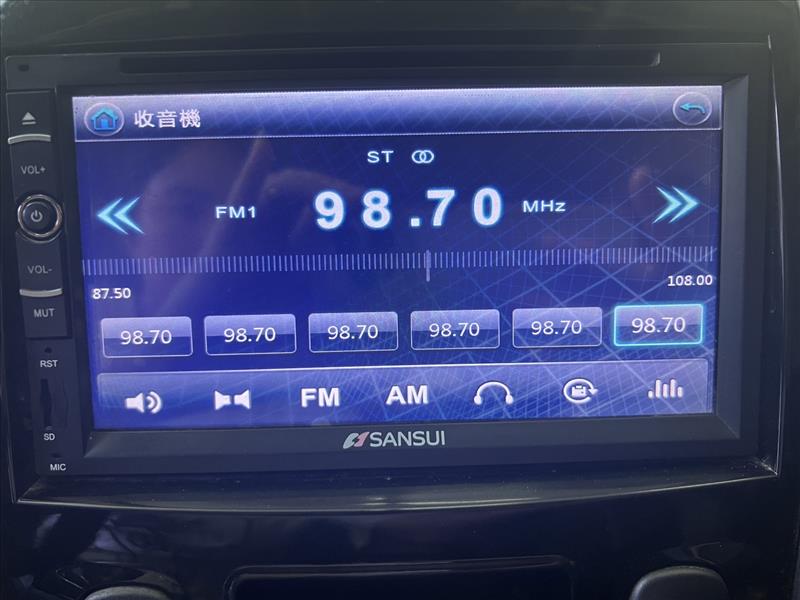 收音機
VOL+
VOL-
MUT
RST
SD
MIC
ST
FM1 98.70 MHz
87.50 108.00
98.70 98.70 98.70 98.70 98.70 98.70
FM AM
SANSUI